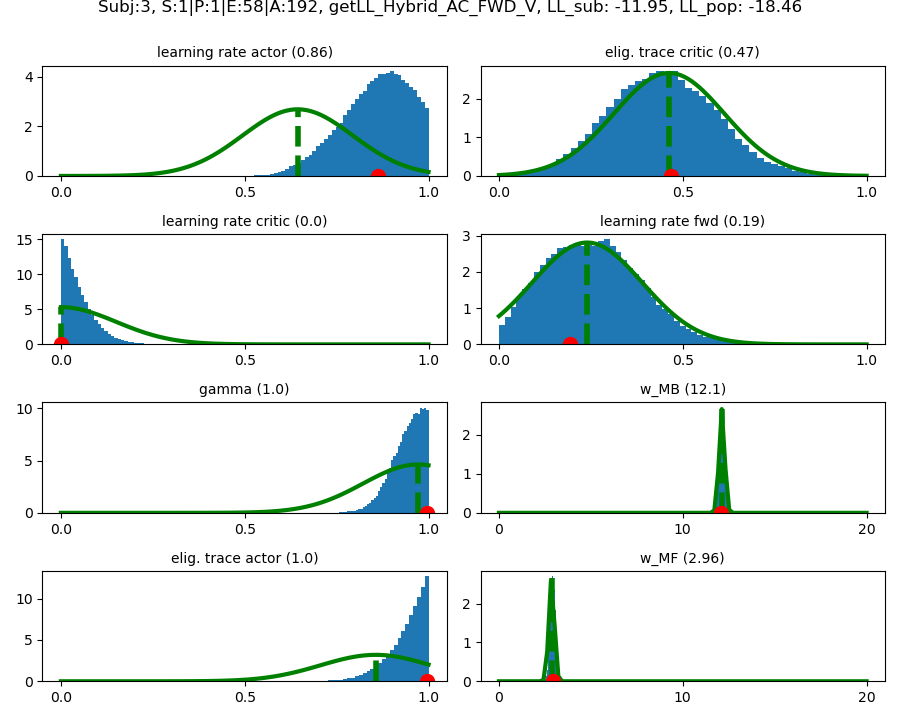 Subj:3, S:1|P:1|E:58|A:192, getLL_Hybrid_AC_FWD_V, LL_sub: -11.95, LL_pop: -18.46
learning rate actor (0.86)
4
2
0
0.0 0.5 1.0
elig. trace critic (0.47)
2
1
0
0.0 0.5 1.0
learning rate critic (0.0)
15
10
5
0
0.0 0.5 1.0
learning rate fwd (0.19)
3
2
1
0
0.0 0.5 1.0
gamma (1.0)
10
5
0
0.0 0.5 1.0
w_MB (12.1)
2
1
0
0 10 20
elig. trace actor (1.0)
10
5
0
0.0 0.5 1.0
w_MF (2.96)
2
1
0
0 10 20